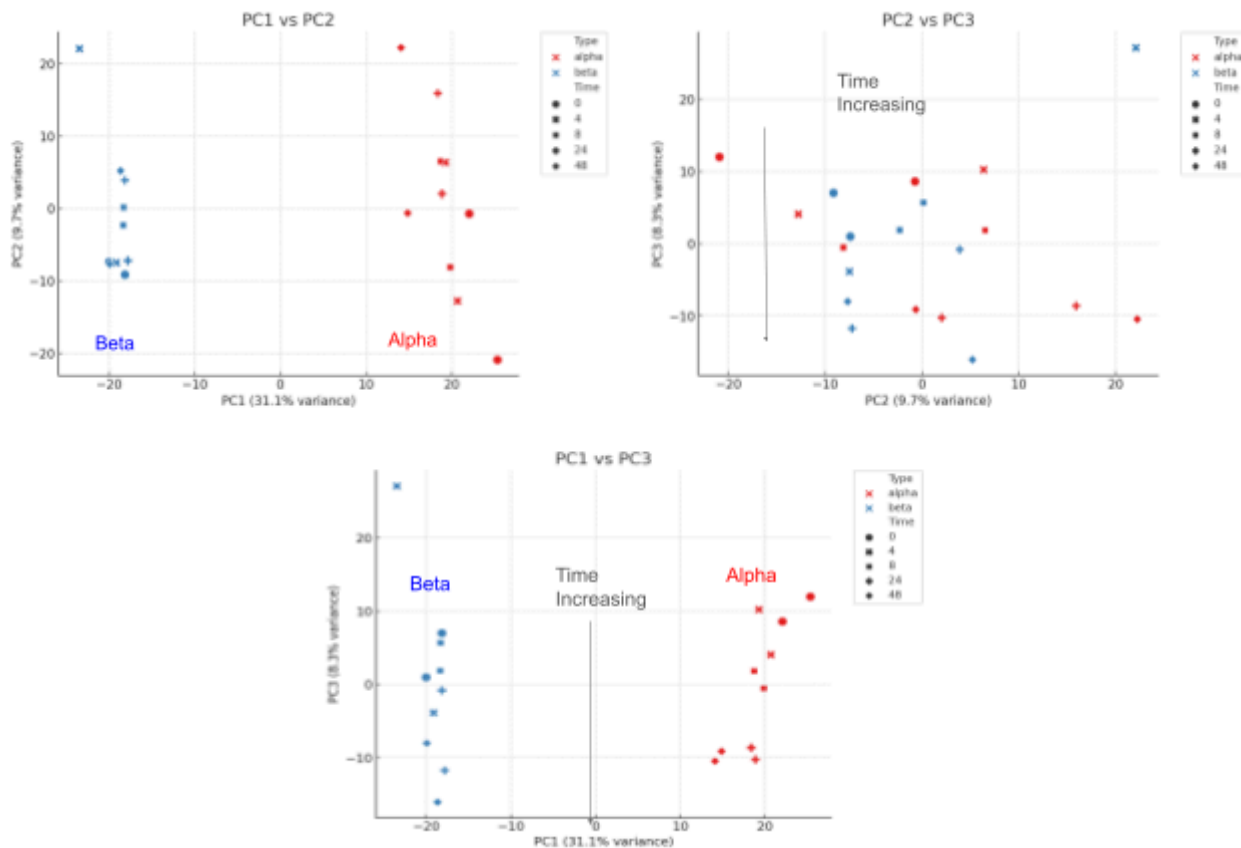 PC1 vs PC2
20
10
0
−10
−20
PC2 (9.7% variance)
−20
−10
0
10
20
PC1 (31.1% variance)
Beta
Alpha
Type
alpha
beta
Time
0
4
8
24
48
PC2 vs PC3
20
10
0
−10
PC3 (8.3% variance)
−20
−10
0
10
20
PC2 (9.7% variance)
Time
Increasing
Type
alpha
beta
Time
0
4
8
24
48
PC1 vs PC3
20
10
0
−10
PC3 (8.3% variance)
−20
−10
0
10
20
PC1 (31.1% variance)
Beta
Time
Increasing
Alpha
Type
alpha
beta
Time
0
4
8
24
48